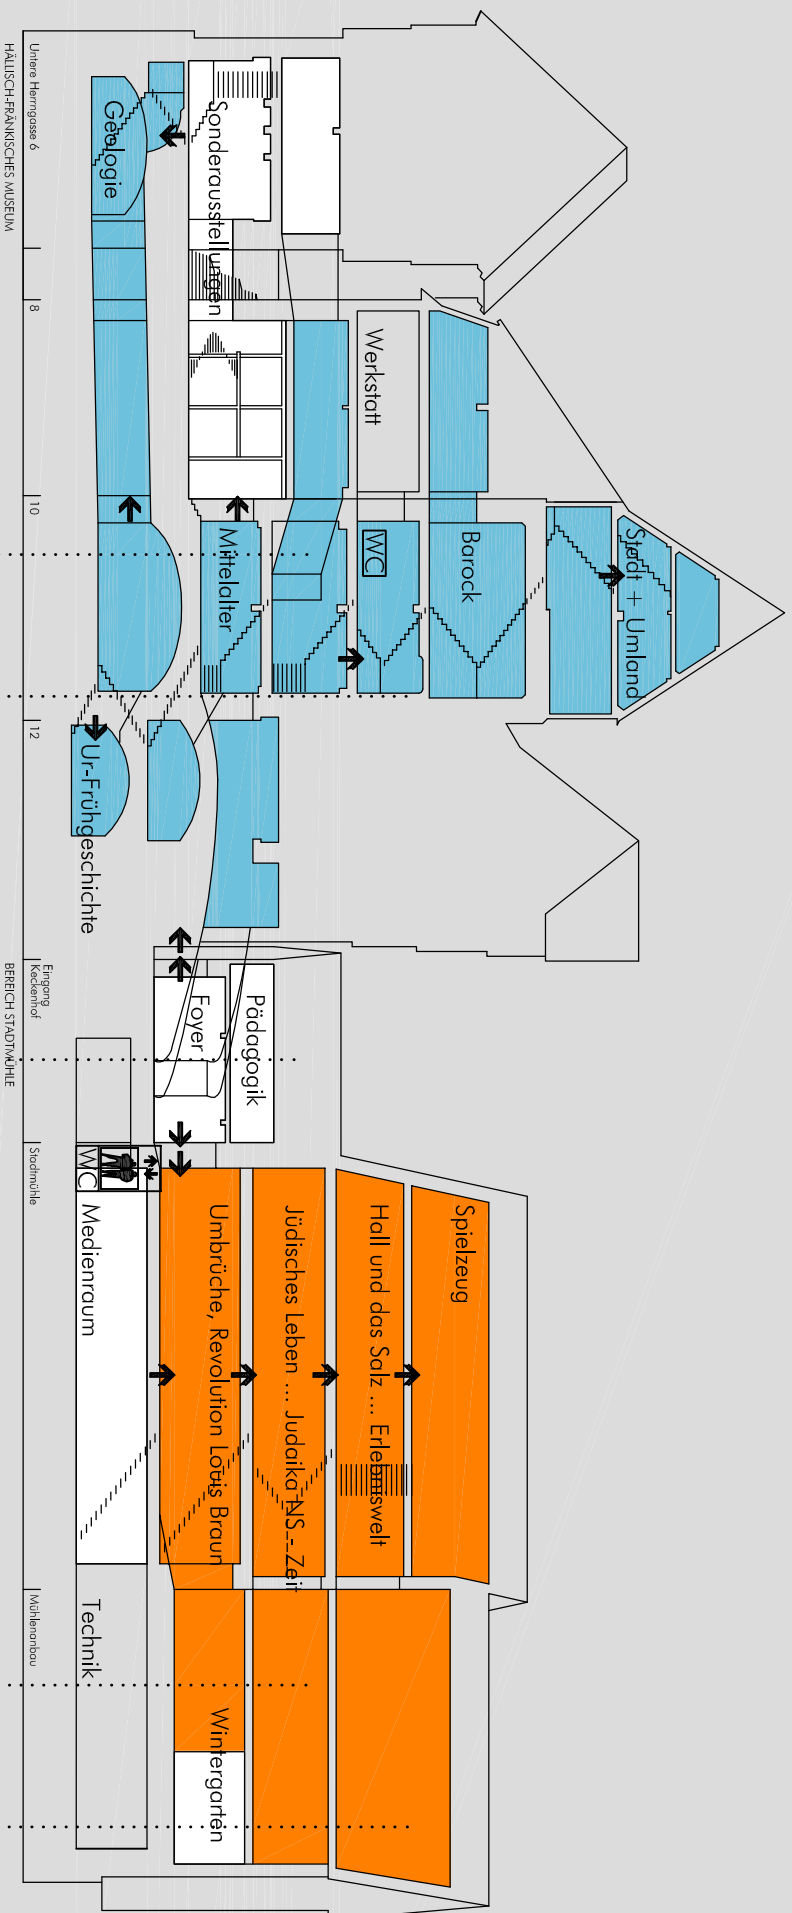 Stadt + Umland
Barock
Werkstatt
WC
Sonderausstellungen
Mittelalter
Geologie
Ur-Frühgeschichte
Pädagogik
Foyer
Spielzeug
Hall und das Salz ... Erlebniswelt
Jüdisches Leben ... Judaika NS - Zeit
Umbrüche, Revolution Louis Braun
Wintergarten
WC
Medienraum
Technik
Untere Herrngasse 6
8
10
12
Eingang
Keckenhof
Stadtmühle
Mühlenanbau
HÄLLISCH-FRÄNKISCHES MUSEUM
BEREICH STADTMÜHLE